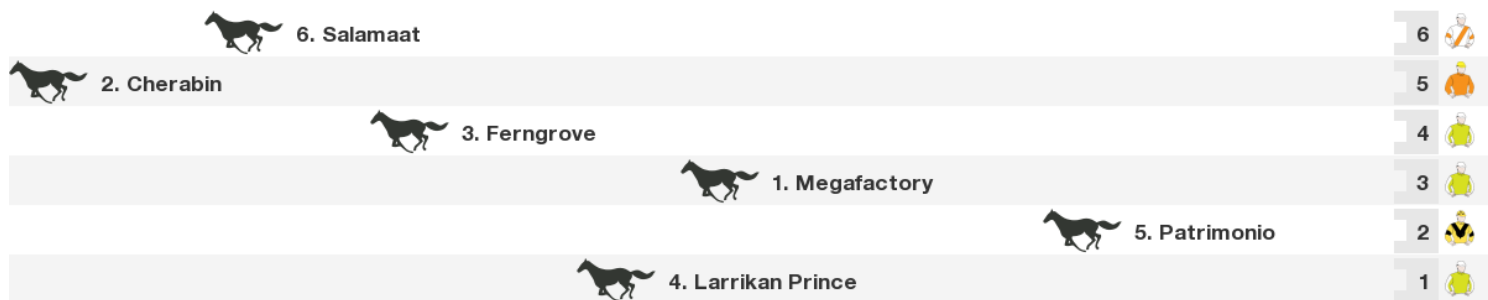 6. Salamaat 6
2. Cherabin 5
3. Ferngrove 4
1. Megafactory 3
5. Patrimonio 2
4. Larrikan Prince 1